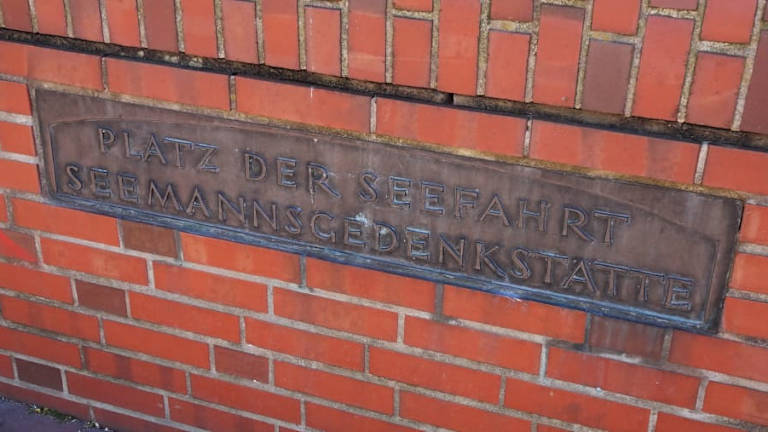 PLATZ DER SEEFAHRT
SEEMANNSGEDENKSTÄTTE